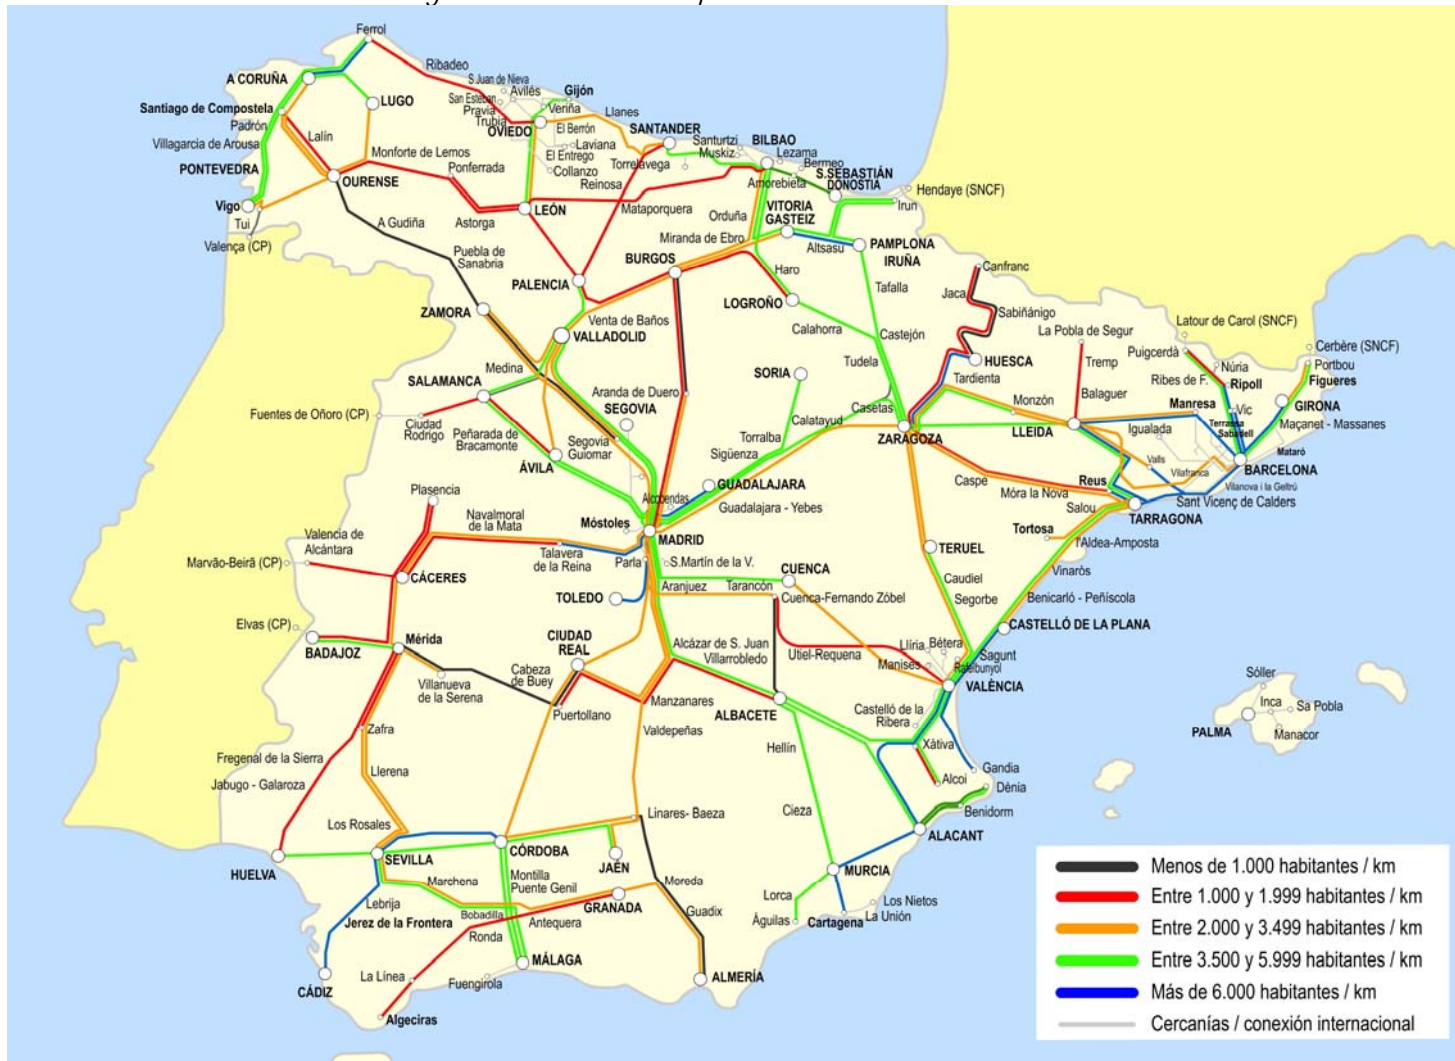 Ferrol
Ribadeo
A CORUÑA
S.Juan de Nieva
Avilés
Gijón
San Esteban
Pravia
Veriña
Llanes
LUGO
Santiago de Compostela
Trubia
OVIEDO
El Berrón
SANTANDER
Santurtzi
Muskiz
BILBAO
Lezama
Bermeo
Padrón
Lalín
Laviana
El Entrego
Villagarcia de Arousa
Monforte de Lemos
Collanzo
Torrelavega
Amorebieta
S.SEBASTIÁN
DONOSTIA
Hendaye (SNCF)
PONTEVEDRA
Ponferrada
Reinosa
OURENSE
Irun
Vigo
LEÓN
Mataporquera
Orduña
VITORIA
GASTEIZ
Tui
A Gudiña
Astorga
Miranda de Ebro
Altsasu
PAMPLONA
IRUÑA
Valença (CP)
Puebla de
Sanabria
BURGOS
Haro
Canfranc
PALENCIA
LOGROÑO
Tafalla
Jaca
Sabiñánigo
ZAMORA
Venta de Baños
VALLADOLID
Calahorra
Castejón
La Pobla de Segur
Latour de Carol (SNCF)
Puigcerdà
Cerbère (SNCF)
Portbou
Medina
Tudela
HUESCA
Tremp
Núria
Ribes de F.
Ripoll
Figueres
SALAMANCA
SORIA
Tardienta
Balaguer
Aranda de Duero
SEGOVIA
Monzón
Manresa
Vic
GIRONA
Fuentes de Oñoro (CP)
Ciudad
Rodrigo
Peñarada de
Bracamonte
Segovia
Guiomar
Calatayud
Casetas
ZARAGOZA
LLEIDA
Igualada
Terrassa
Sabadell
Maçanet - Massanes
Torralba
Sigüenza
ÁVILA
Valls
Vilafranca
Mataró
BARCELONA
Plasencia
Alcobendas
GUADALAJARA
Caspe
Reus
Vilanova i la Geltrú
Móra la Nova
Sant Vicenç de Calders
Navalmoral
de la Mata
Móstoles
Guadalajara - Yebes
Salou
TARRAGONA
Valencia de
Alcántara
MADRID
Tortosa
Marvão-Beirã (CP)
Talavera
de la Reina
Parla
S.Martín de la V.
TERUEL
l'Aldea-Amposta
CÁCERES
Aranjuez
Tarancón
CUENCA
Vinaròs
TOLEDO
Cuenca-Fernando Zóbel
Caudiel
Segorbe
Benicarló - Peñíscola
Elvas (CP)
CASTELLÓ DE LA PLANA
BADAJOZ
Mérida
CIUDAD
REAL
Alcázar de S. Juan
Villarrobledo
Utiel-Requena
Llíria
Bétera
Manises
Sagunt
Rafelbunyol
Villanueva
de la Serena
Cabeza
de Buey
Sóller
Inca
Sa Pobla
PALMA
Manacor
Puertollano
Manzanares
ALBACETE
VALÈNCIA
Zafra
Valdepeñas
Castelló de la
Ribera
Hellín
Xàtiva
Fregenal de la Sierra
Llerena
Gandia
Jabugo - Galaroza
Alcoi
Dènia
Benidorm
Los Rosales
Linares- Baeza
Cieza
ALACANT
HUELVA
SEVILLA
CÓRDOBA
JAÉN
Montilla
Puente Genil
MURCIA
Marchena
Moreda
Lorca
Los Nietos
Lebrija
GRANADA
Guadix
Águilas
Cartagena
La Unión
Jerez de la Frontera
Bobadilla
Antequera
Ronda
CÁDIZ
La Línea
Fuengirola
MÁLAGA
ALMERÍA
Algeciras
Menos de 1.000 habitantes / km
Entre 1.000 y 1.999 habitantes / km
Entre 2.000 y 3.499 habitantes / km
Entre 3.500 y 5.999 habitantes / km
Más de 6.000 habitantes / km
Cercanías / conexión internacional